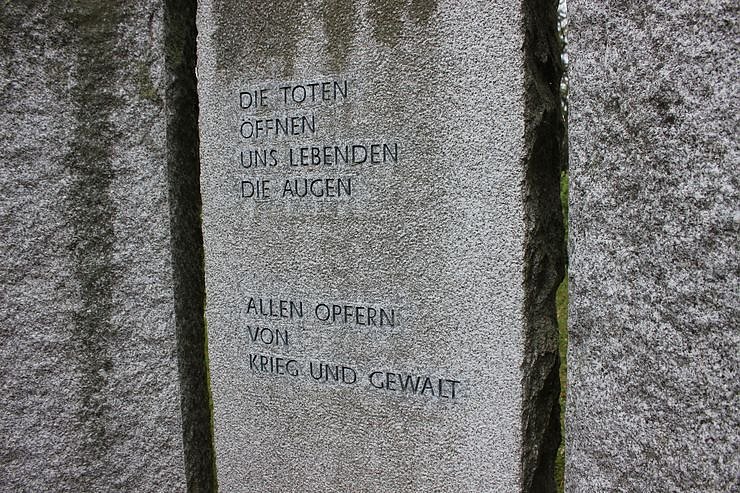 DIE TOTEN
ÖFFNEN
UNS LEBENDEN
DIE AUGEN
ALLEN OPFERN
VON
KRIEG UND GEWALT